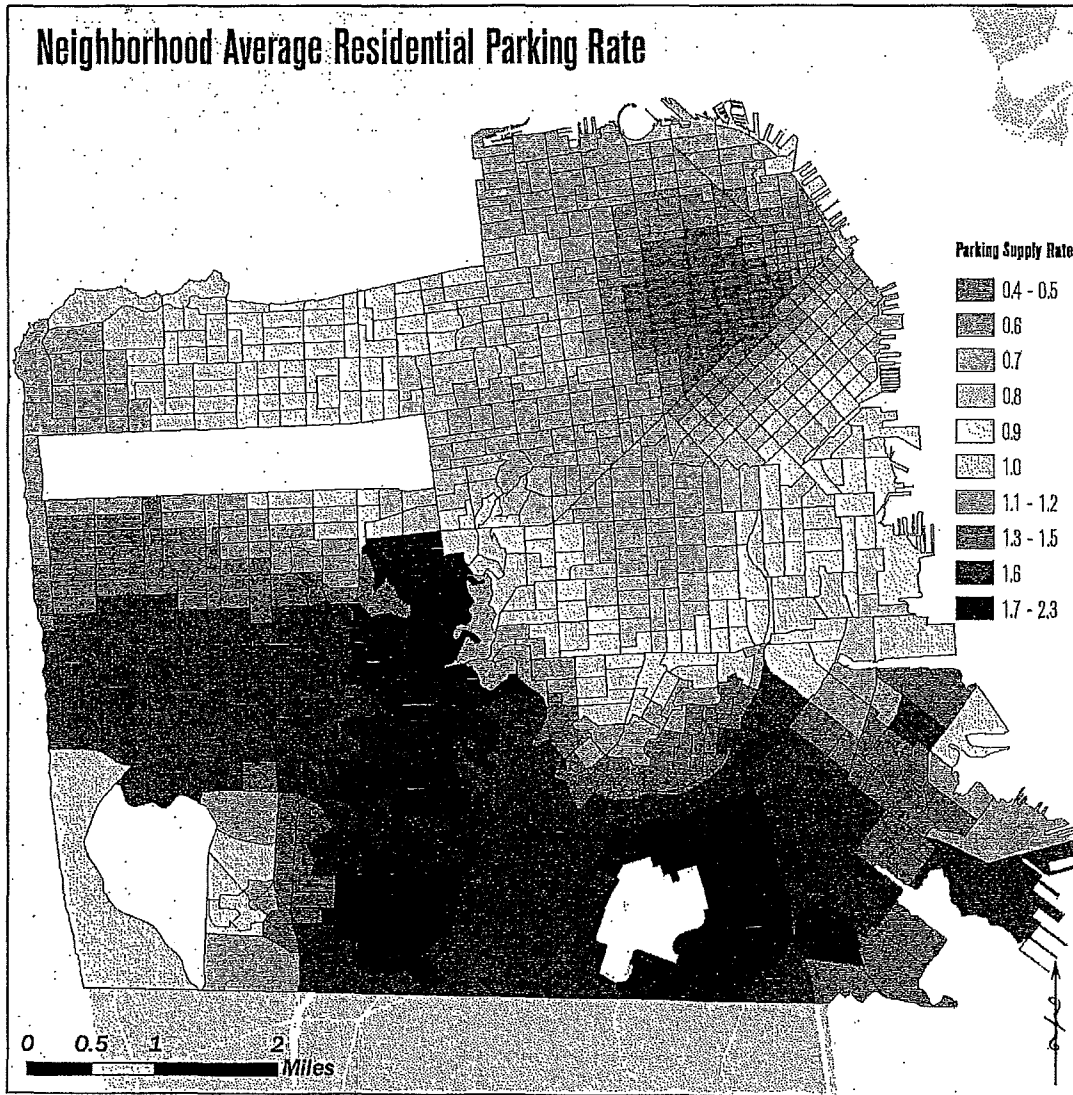 Neighborhood Average Residential Parking Rate
Parking Supply Rate
0.4 - 0.5
0.6
0.7
0.8
0.9
1.0
1.1 - 1.2
1.3 - 1.5
1.6
1.7 - 2.3
0 0.5 1 2
Miles